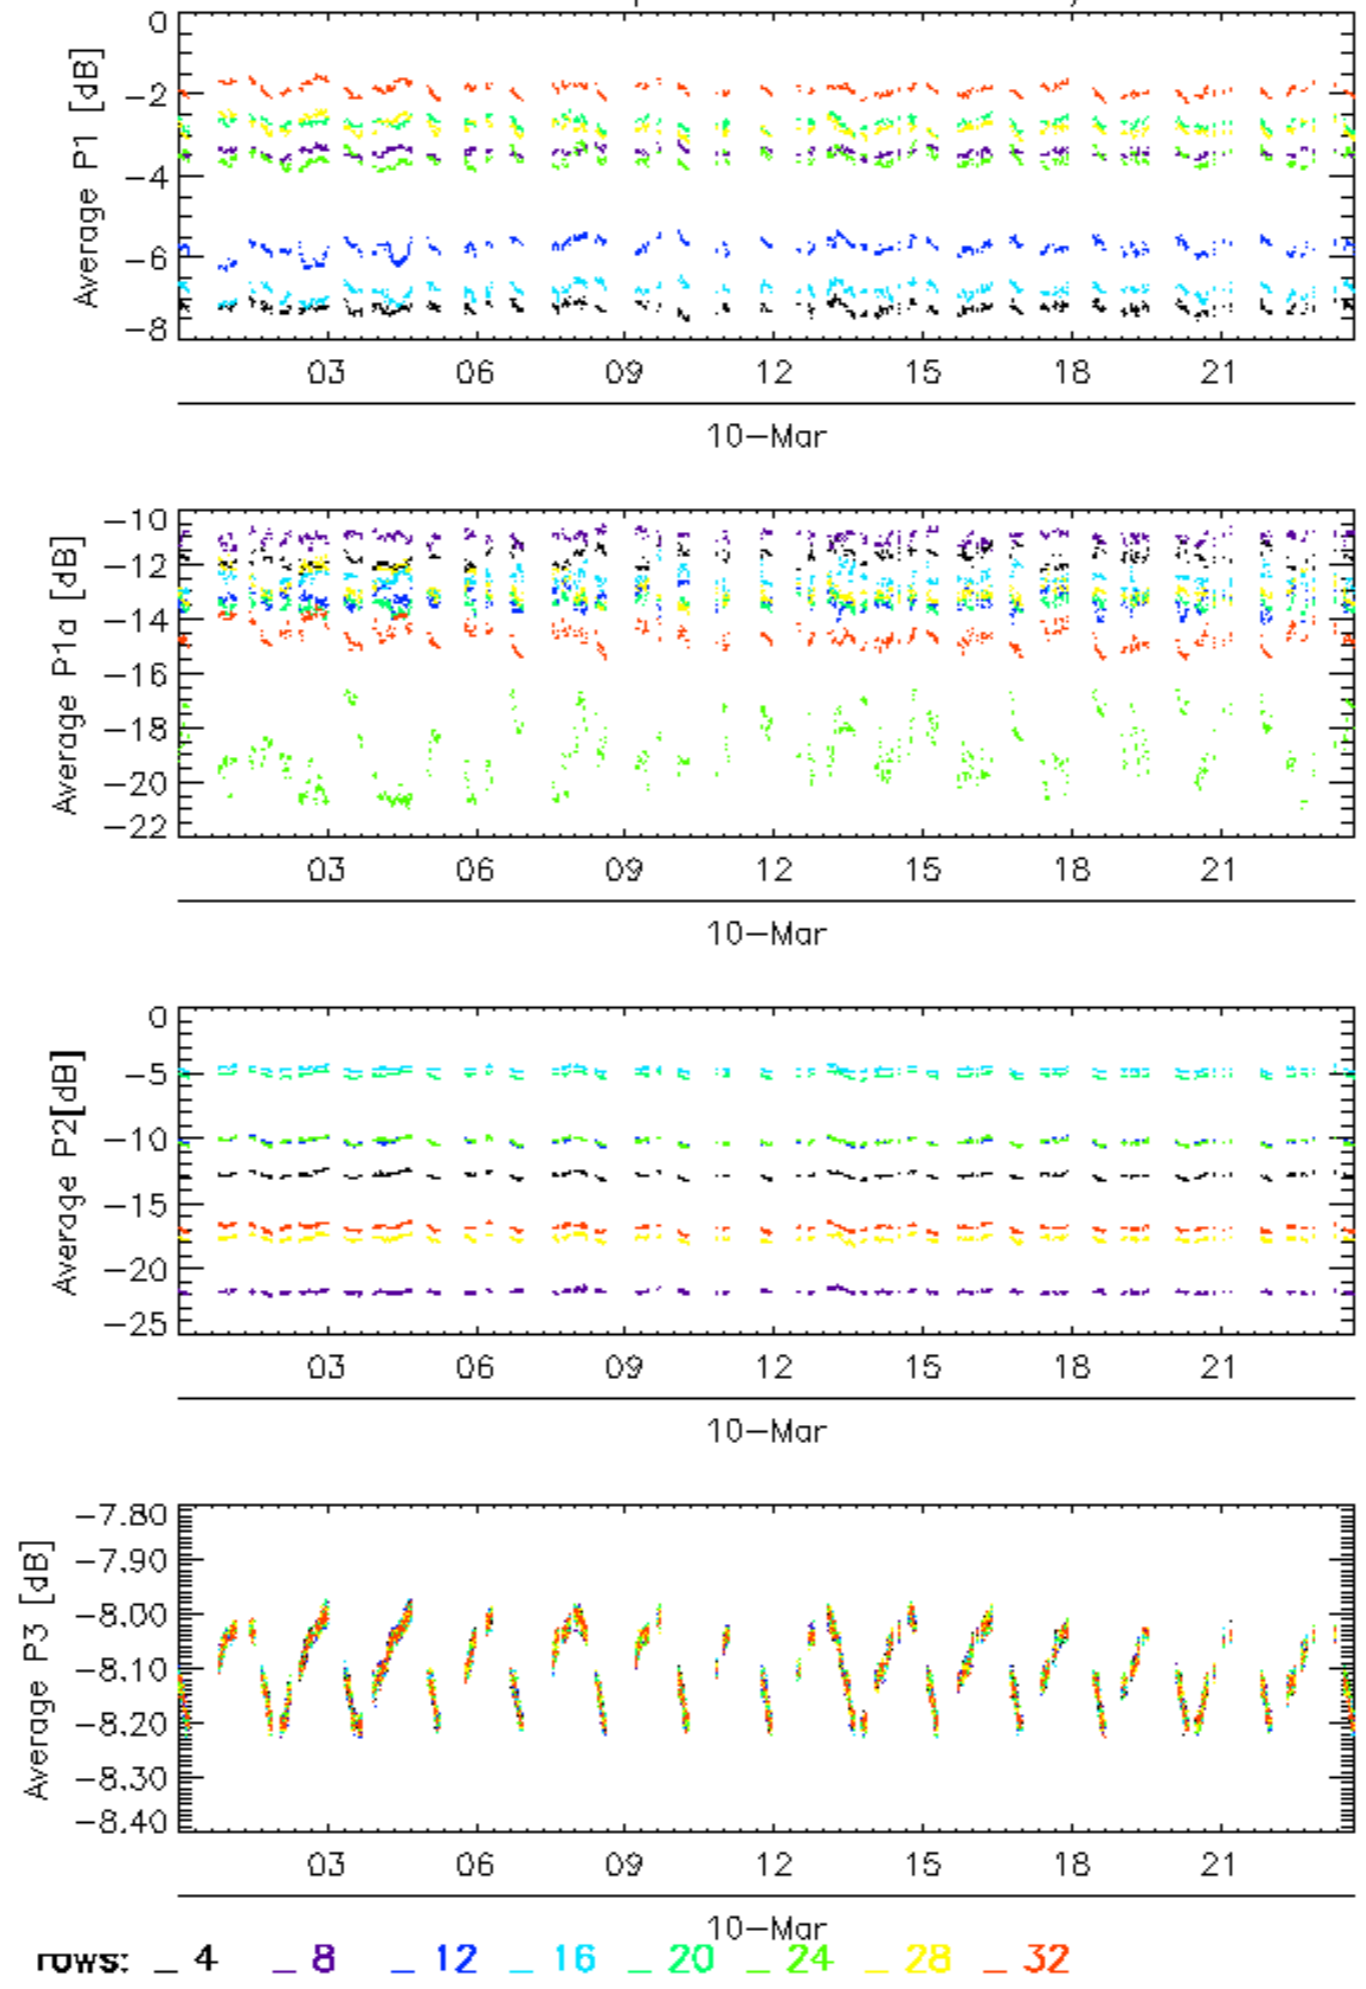 0
−2
−4
−6
−8
Average P1 [dB]
03 06 09 12 15 18 21
10−Mar
−10
−12
−14
−16
−18
−20
−22
Average P1a [dB]
03 06 09 12 15 18 21
10−Mar
0
−5
−10
−15
−20
−25
Average P2[dB]
03 06 09 12 15 18 21
10−Mar
−7.80
−7.90
−8.00
−8.10
−8.20
−8.30
−8.40
Average P3 [dB]
03 06 09 12 15 18 21
10−Mar
rows: _ 4 _ 8 _ 12 _ 16 _ 20 _ 24 _ 28 _ 32